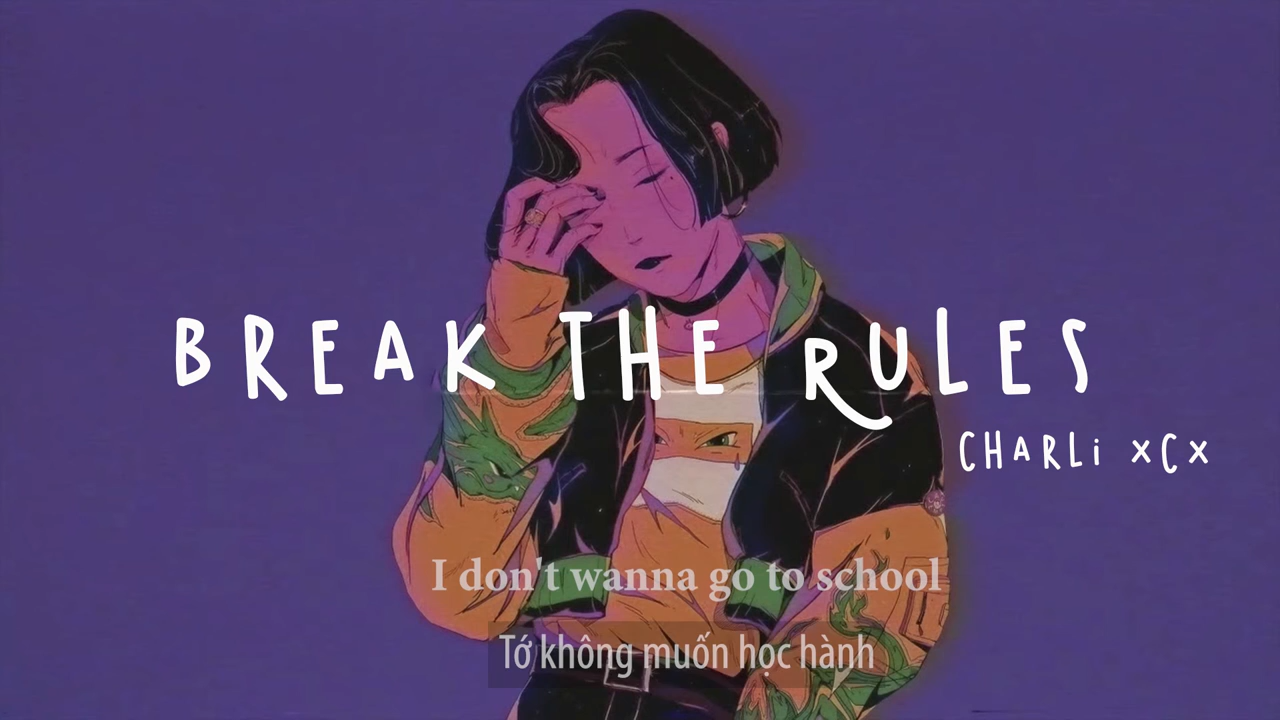 BREAK THE RULES
CHARLi XCX
I don't wanna go to school
Tớ không muốn học hành